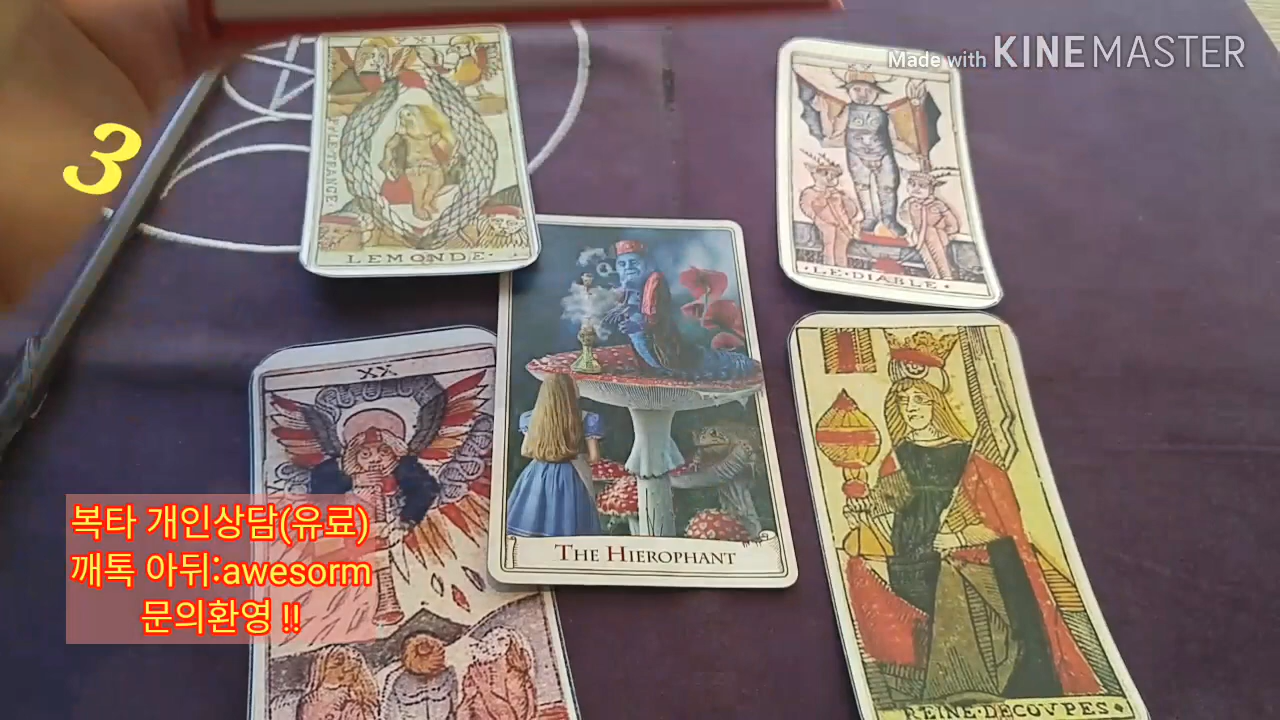 Made with KINEMASTER
3
XXI
LE MONDE
LE·DIABLE·
XX
THE HIEROPHANT
REINE·DE·COVPES·
복타 개인상담(유료)
깨톡 아뒤:awesorm
문의환영 !!